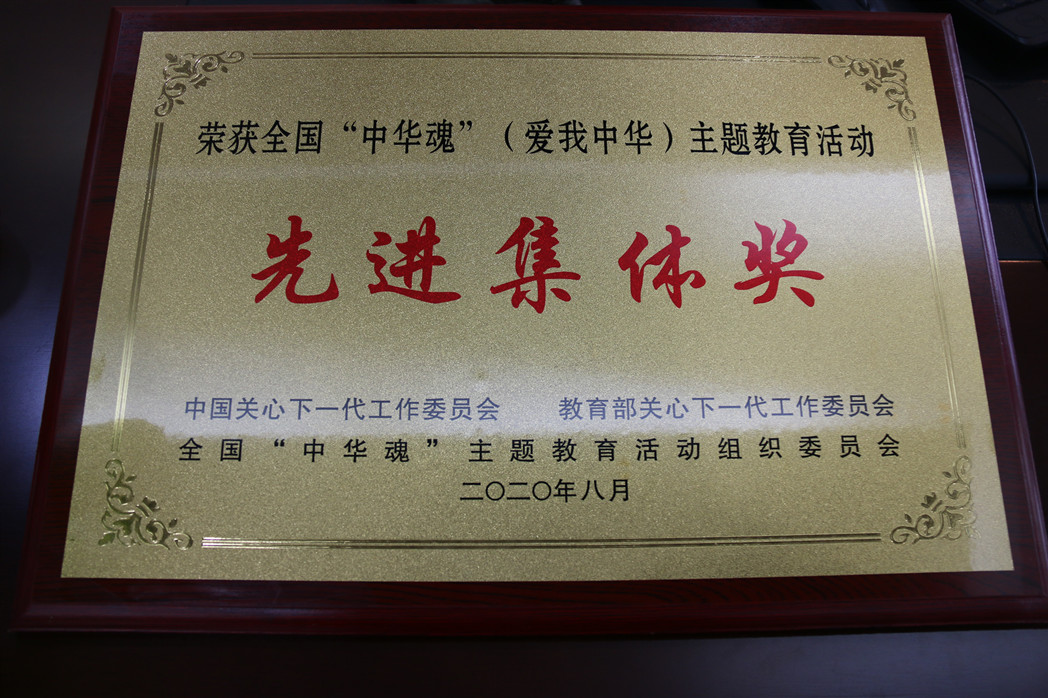 荣获全国“中华魂”（爱我中华）主题教育活动
先进集体奖
中国关心下一代工作委员会 教育部关心下一代工作委员会
全国“中华魂”主题教育活动组织委员会
二〇二〇年八月